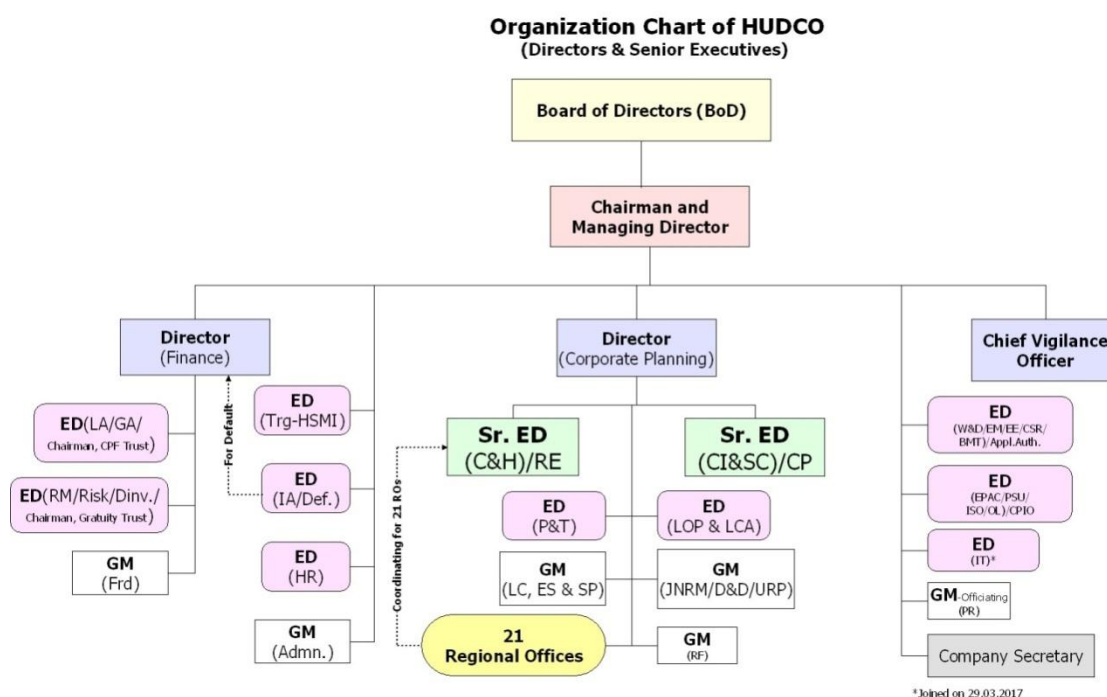 Organization Chart of HUDCO
(Directors & Senior Executives)
Board of Directors (BoD)
Chairman and
Managing Director
Director
(Finance)
Director
(Corporate Planning)
Chief Vigilance
Officer
ED(LA/GA/
Chairman, CPF Trust)
ED(RM/Risk/Dinv./
Chairman, Gratuity Trust)
GM
(Frd)
For Default
ED
(Trg-HSMI)
ED
(IA/Def.)
ED
(HR)
GM
(Admn.)
Coordinating for 21 ROs
Sr. ED
(C&H)/RE
Sr. ED
(CI&SC)/CP
ED
(P&T)
ED
(LOP & LCA)
GM
(LC, ES & SP)
GM
(JNRM/D&D/URP)
21
Regional Offices
GM
(RF)
ED
(W&D/EM/EE/CSR/
BMT)/Appl.Auth.
ED
(EPAC/PSU/
ISO/OL)/CPIO
ED
(IT)*
GM-Officiating
(PR)
Company Secretary
*Joined on 29.03.2017